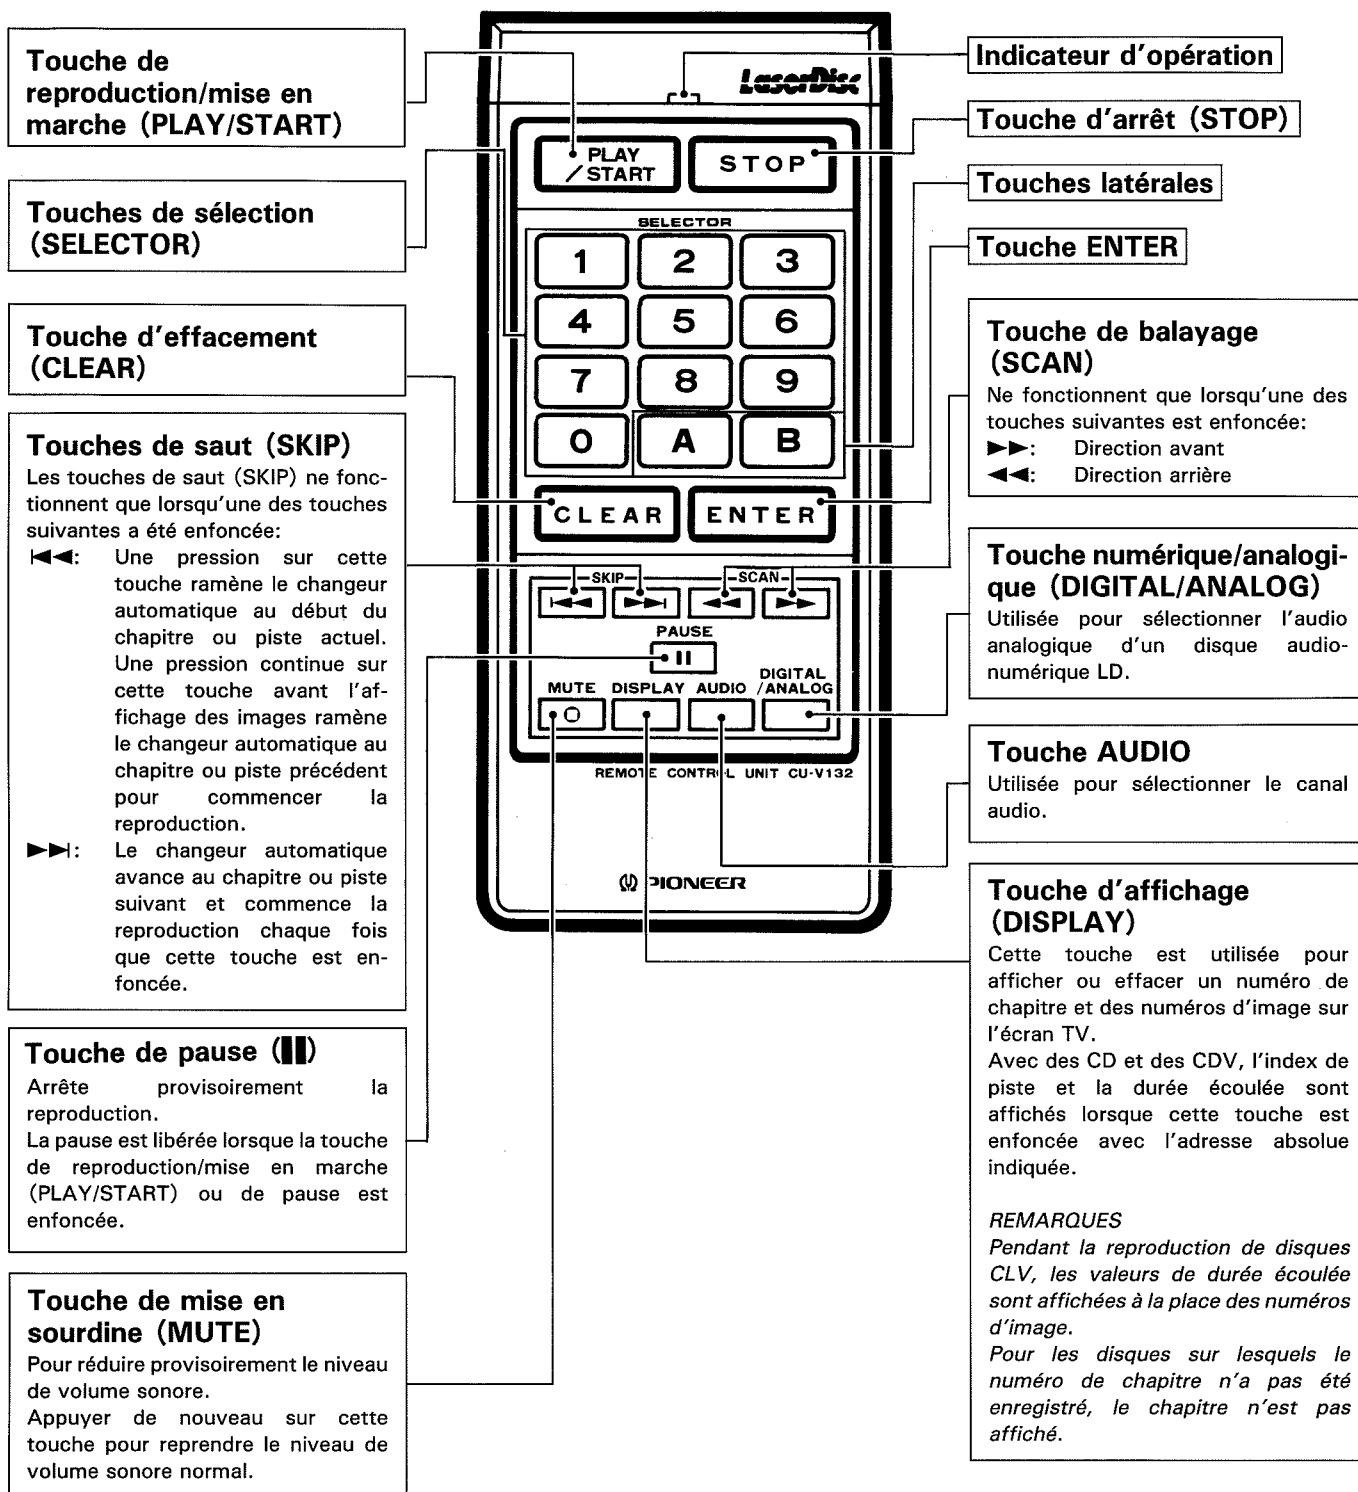 Touche de
reproduction/mise en
marche (PLAY/START)
Touches de sélection
(SELECTOR)
Touche d'effacement
(CLEAR)
Touches de saut (SKIP)
Les touches de saut (SKIP) ne fonc-
tionnent que lorsqu'une des touches
suivantes a été enfoncée:
|◀◀: Une pression sur cette
touche ramène le changeur
automatique au début du
chapitre ou piste actuel.
Une pression continue sur
cette touche avant l'af-
fichage des images ramène
le changeur automatique au
chapitre ou piste précédent
pour commencer la
reproduction.
▶▶|: Le changeur automatique
avance au chapitre ou piste
suivant et commence la
reproduction chaque fois
que cette touche est en-
foncée.
Touche de pause (▮▮)
Arrête provisoirement la
reproduction.
La pause est libérée lorsque la touche
de reproduction/mise en marche
(PLAY/START) ou de pause est
enfoncée.
Touche de mise en
sourdine (MUTE)
Pour réduire provisoirement le niveau
de volume sonore.
Appuyer de nouveau sur cette
touche pour reprendre le niveau de
volume sonore normal.
LaserDisc
PLAY
/START
STOP
SELECTOR
1 2 3
4 5 6
7 8 9
0 A B
CLEAR ENTER
SKIP SCAN
|◀◀ ▶▶| ◀◀ ▶▶
PAUSE
▮▮
MUTE DISPLAY AUDIO DIGITAL
/ANALOG
REMOTE CONTROL UNIT CU-V132
PIONEER
Indicateur d'opération
Touche d'arrêt (STOP)
Touches latérales
Touche ENTER
Touche de balayage
(SCAN)
Ne fonctionnent que lorsqu'une des
touches suivantes est enfoncée:
▶▶: Direction avant
◀◀: Direction arrière
Touche numérique/analogi-
que (DIGITAL/ANALOG)
Utilisée pour sélectionner l'audio
analogique d'un disque audio-
numérique LD.
Touche AUDIO
Utilisée pour sélectionner le canal
audio.
Touche d'affichage
(DISPLAY)
Cette touche est utilisée pour
afficher ou effacer un numéro de
chapitre et des numéros d'image sur
l'écran TV.
Avec des CD et des CDV, l'index de
piste et la durée écoulée sont
affichés lorsque cette touche est
enfoncée avec l'adresse absolue
indiquée.
REMARQUES
Pendant la reproduction de disques
CLV, les valeurs de durée écoulée
sont affichées à la place des numéros
d'image.
Pour les disques sur lesquels le
numéro de chapitre n'a pas été
enregistré, le chapitre n'est pas
affiché.